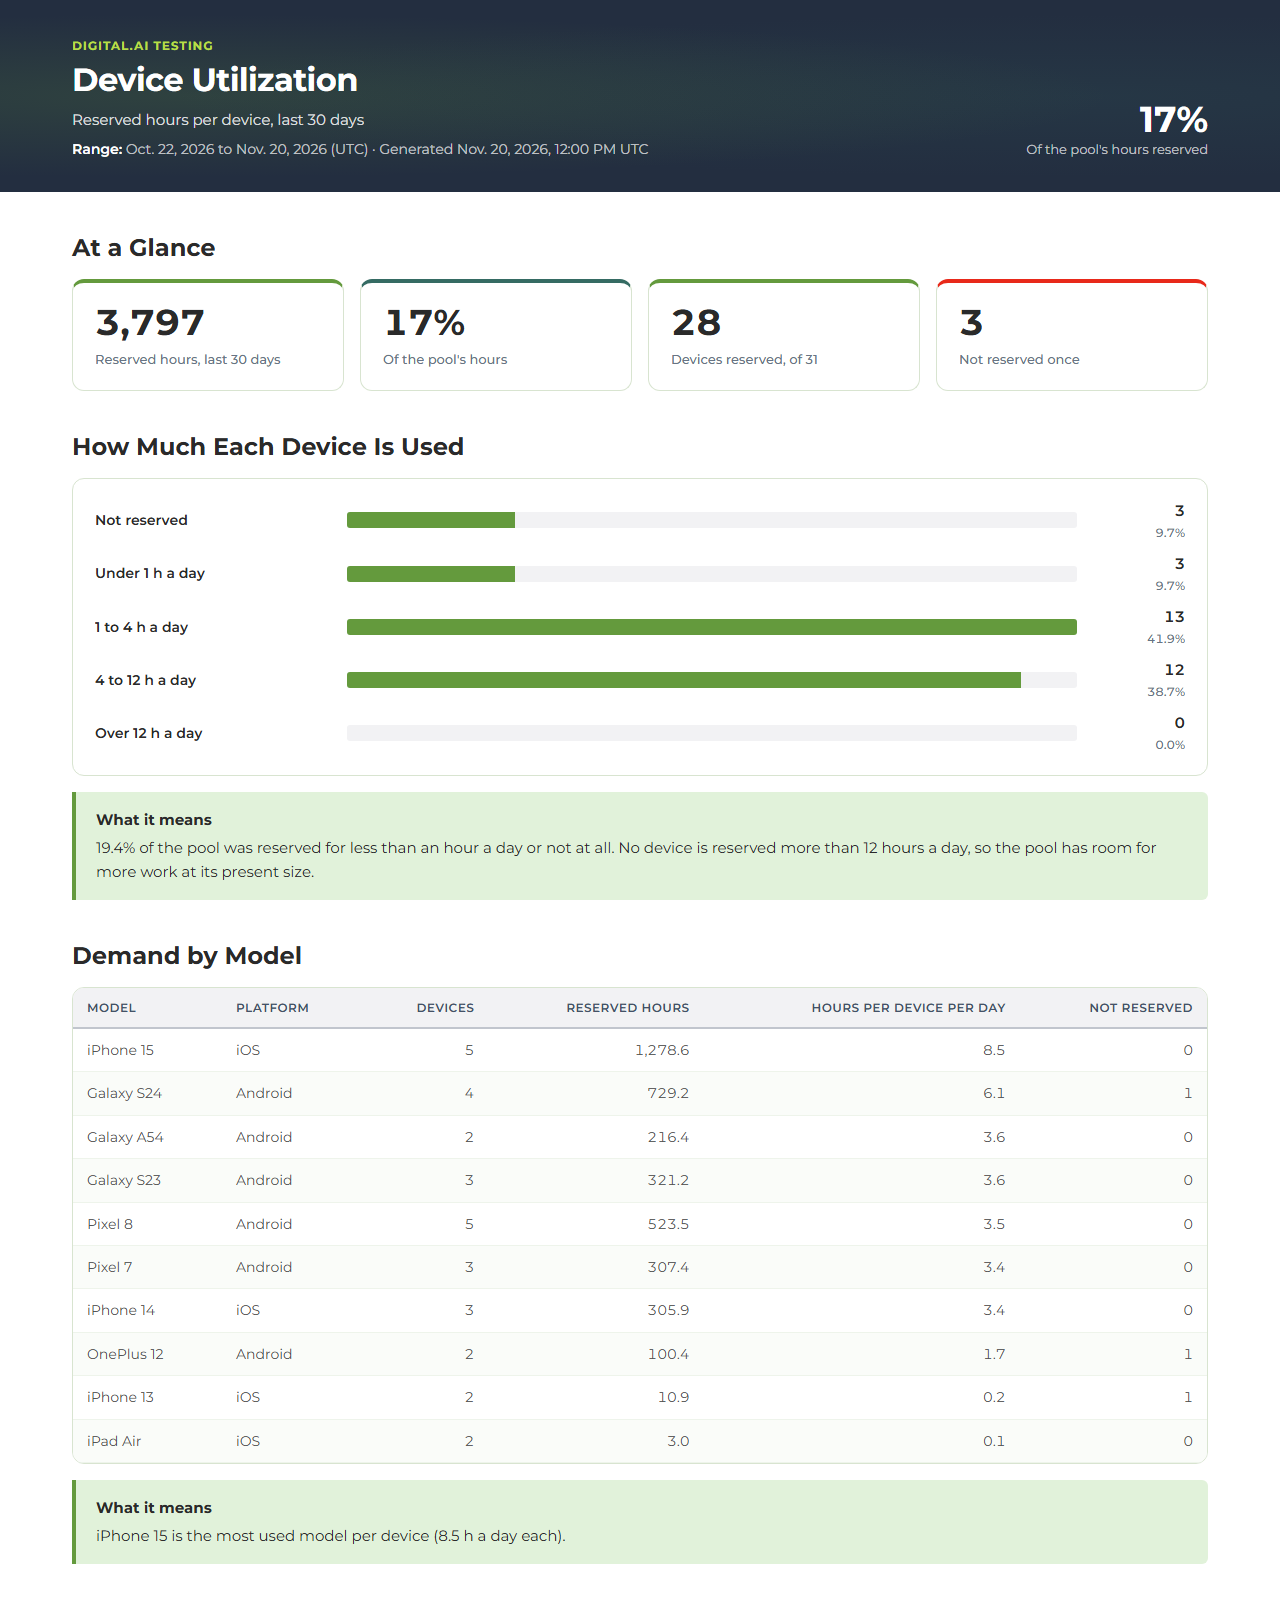 DIGITAL.AI TESTING
Device Utilization
Reserved hours per device, last 30 days
Range: Oct. 22, 2026 to Nov. 20, 2026 (UTC) · Generated Nov. 20, 2026, 12:00 PM UTC
17%
Of the pool's hours reserved
At a Glance
3,797
Reserved hours, last 30 days
17%
Of the pool's hours
28
Devices reserved, of 31
3
Not reserved once
How Much Each Device Is Used
Not reserved 3
9.7%
Under 1 h a day 3
9.7%
1 to 4 h a day 13
41.9%
4 to 12 h a day 12
38.7%
Over 12 h a day 0
0.0%
What it means
19.4% of the pool was reserved for less than an hour a day or not at all. No device is reserved more than 12 hours a day, so the pool has room for
more work at its present size.
Demand by Model
MODEL PLATFORM DEVICES RESERVED HOURS HOURS PER DEVICE PER DAY NOT RESERVED
iPhone 15 iOS 5 1,278.6 8.5 0
Galaxy S24 Android 4 729.2 6.1 1
Galaxy A54 Android 2 216.4 3.6 0
Galaxy S23 Android 3 321.2 3.6 0
Pixel 8 Android 5 523.5 3.5 0
Pixel 7 Android 3 307.4 3.4 0
iPhone 14 iOS 3 305.9 3.4 0
OnePlus 12 Android 2 100.4 1.7 1
iPhone 13 iOS 2 10.9 0.2 1
iPad Air iOS 2 3.0 0.1 0
What it means
iPhone 15 is the most used model per device (8.5 h a day each).